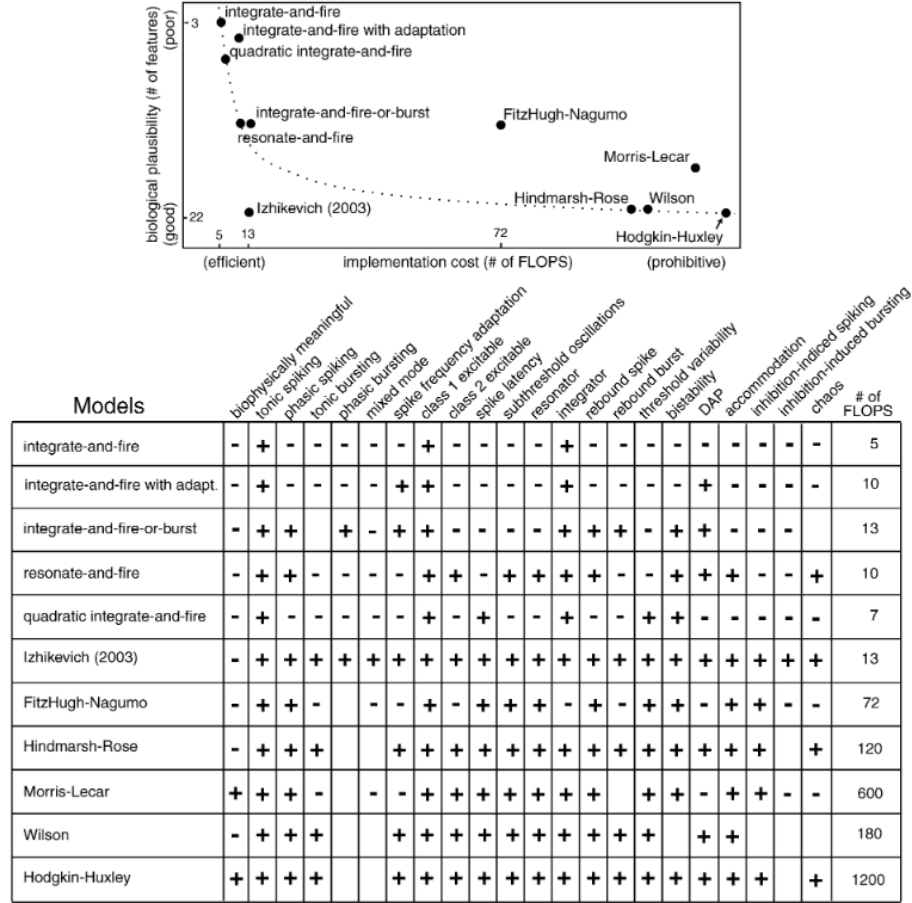 integrate-and-fire
3
integrate-and-fire with adaptation
quadratic integrate-and-fire
integrate-and-fire-or-burst
FitzHugh-Nagumo
resonate-and-fire
Morris-Lecar
Hindmarsh-Rose
Wilson
Izhikevich (2003)
22
Hodgkin-Huxley
biological plausibility (# of features)
(good)
(poor)
5
13
72
(efficient)
implementation cost (# of FLOPS)
(prohibitive)
Models
biophysically meaningful
tonic spiking
phasic spiking
tonic bursting
phasic bursting
mixed mode
spike frequency adaptation
class 1 excitable
class 2 excitable
spike latency
subthreshold oscillations
resonator
integrator
rebound spike
rebound burst
threshold variability
bistability
DAP
accommodation
inhibition-indiced spiking
inhibition-induced bursting
chaos
# of
FLOPS
integrate-and-fire - + - - - - - + - - - - + - - - - - - - - - 5
integrate-and-fire with adapt. - + - - - - + + - - - - + - - - - + - - - - 10
integrate-and-fire-or-burst - + + + - + + - - - - + + + - + + - - - 13
resonate-and-fire - + + - - - - + + - + + + + - - + + + - - + 10
quadratic integrate-and-fire - + - - - - - + - + - - + - - + + - - - - - 7
Izhikevich (2003) - + + + + + + + + + + + + + + + + + + + + + 13
FitzHugh-Nagumo - + + - - - + - + + + - + - + + - + + - - 72
Hindmarsh-Rose - + + + + + + + + + + + + + + + + + + 120
Morris-Lecar + + + - - - + + + + + + + + + - + + - - 600
Wilson - + + + + + + + + + + + + + + + 180
Hodgkin-Huxley + + + + + + + + + + + + + + + + + + + 1200